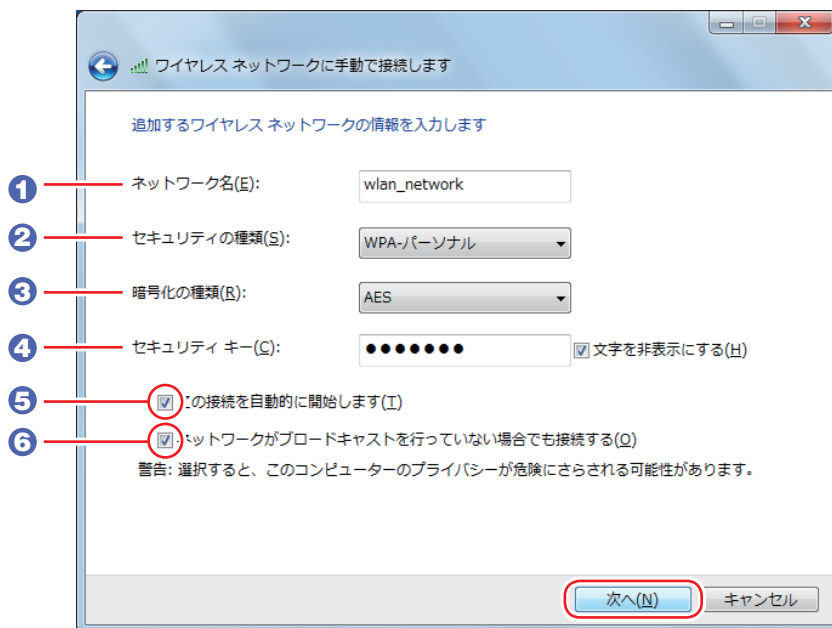 ワイヤレス ネットワークに手動で接続します
追加するワイヤレス ネットワークの情報を入力します
1 ネットワーク名(E): wlan_network
2 セキュリティの種類(S): WPA-パーソナル
3 暗号化の種類(R): AES
4 セキュリティ キー(C): ●●●●●●● 文字を非表示にする(H)
5 この接続を自動的に開始します(T)
6 ネットワークがブロードキャストを行っていない場合でも接続する(O)
警告: 選択すると、このコンピューターのプライバシーが危険にさらされる可能性があります。
次へ(N) キャンセル